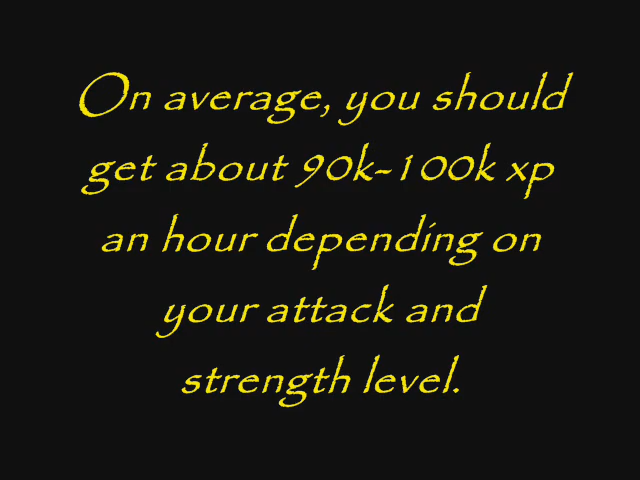 On average, you should
get about 90k-100k xp
an hour depending on
your attack and
strength level.